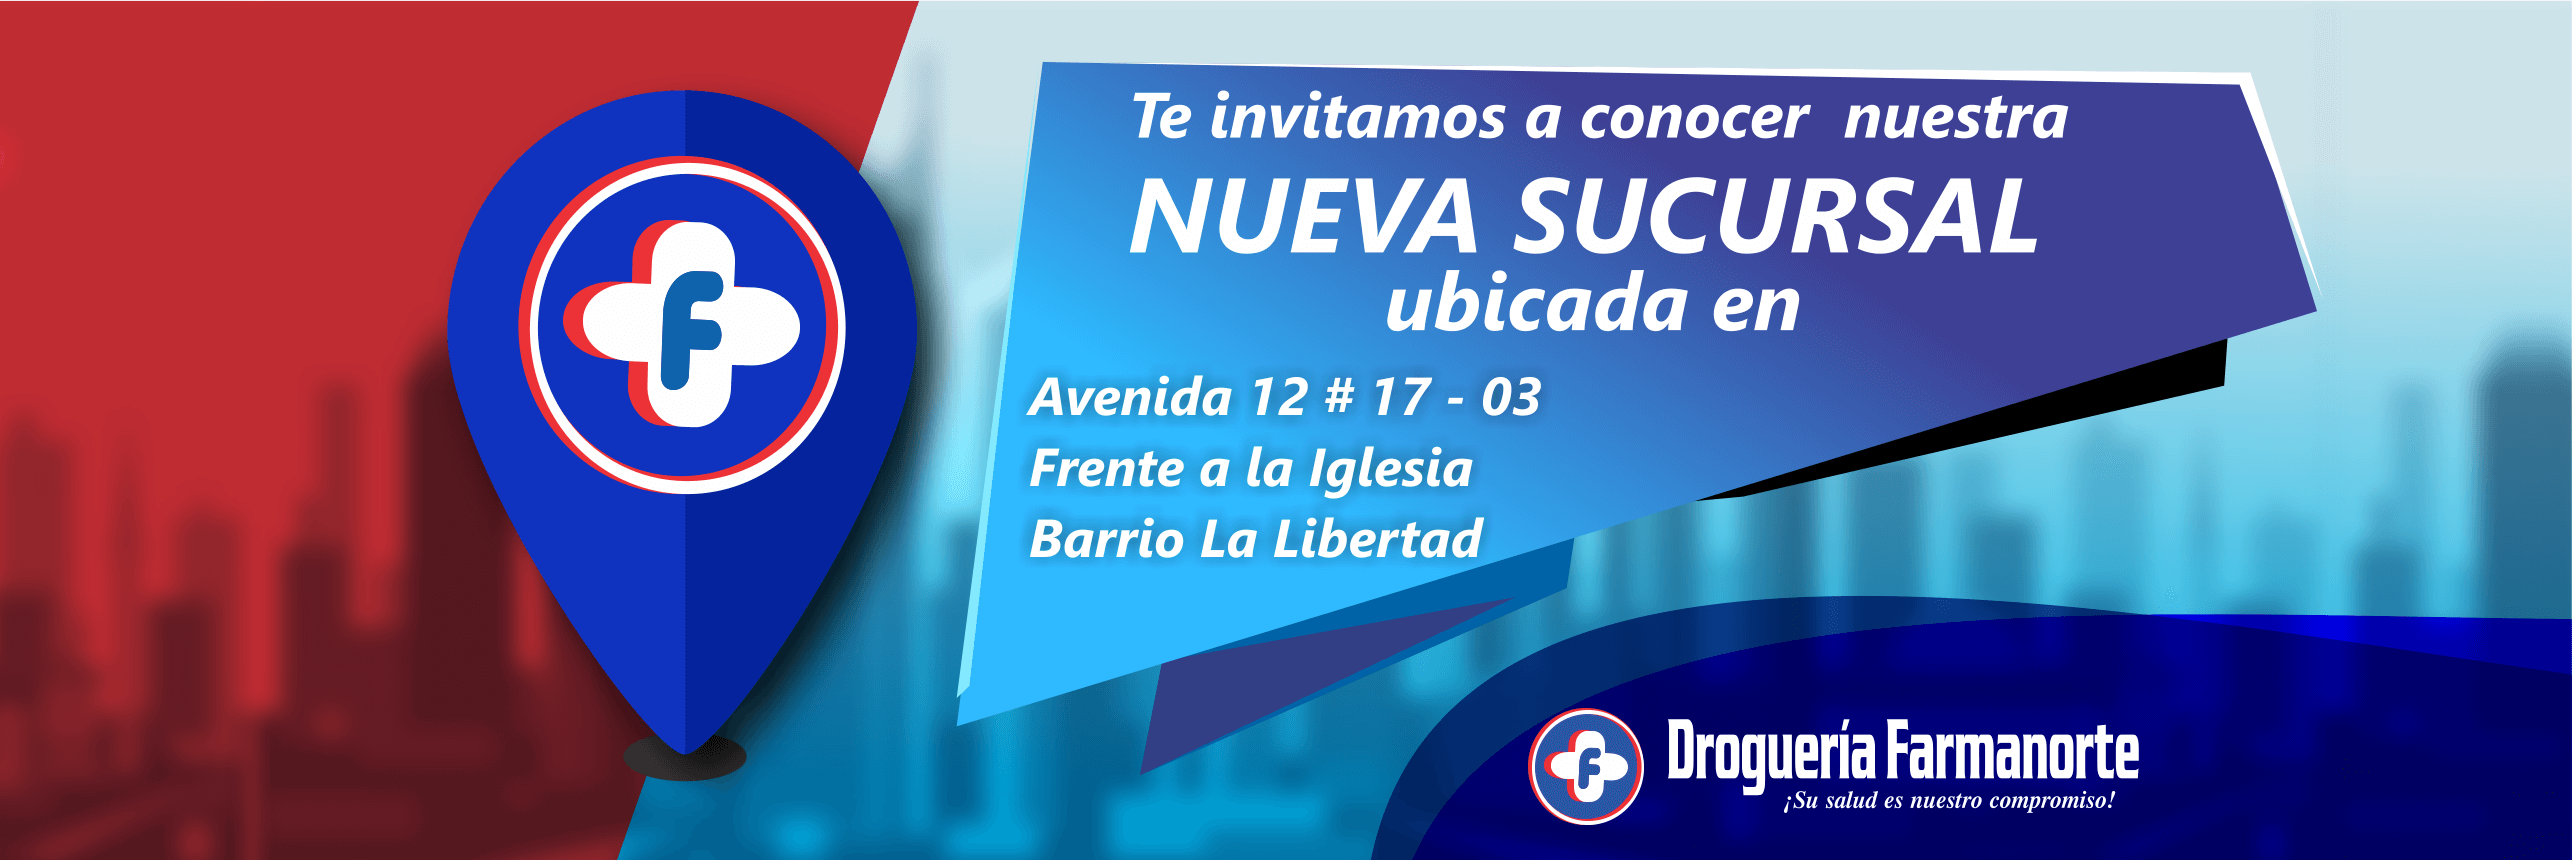 Te invitamos a conocer nuestra
NUEVA SUCURSAL
ubicada en
Avenida 12 # 17 - 03
Frente a la Iglesia
Barrio La Libertad
F
F
Droguería Farmanorte
¡Su salud es nuestro compromiso!